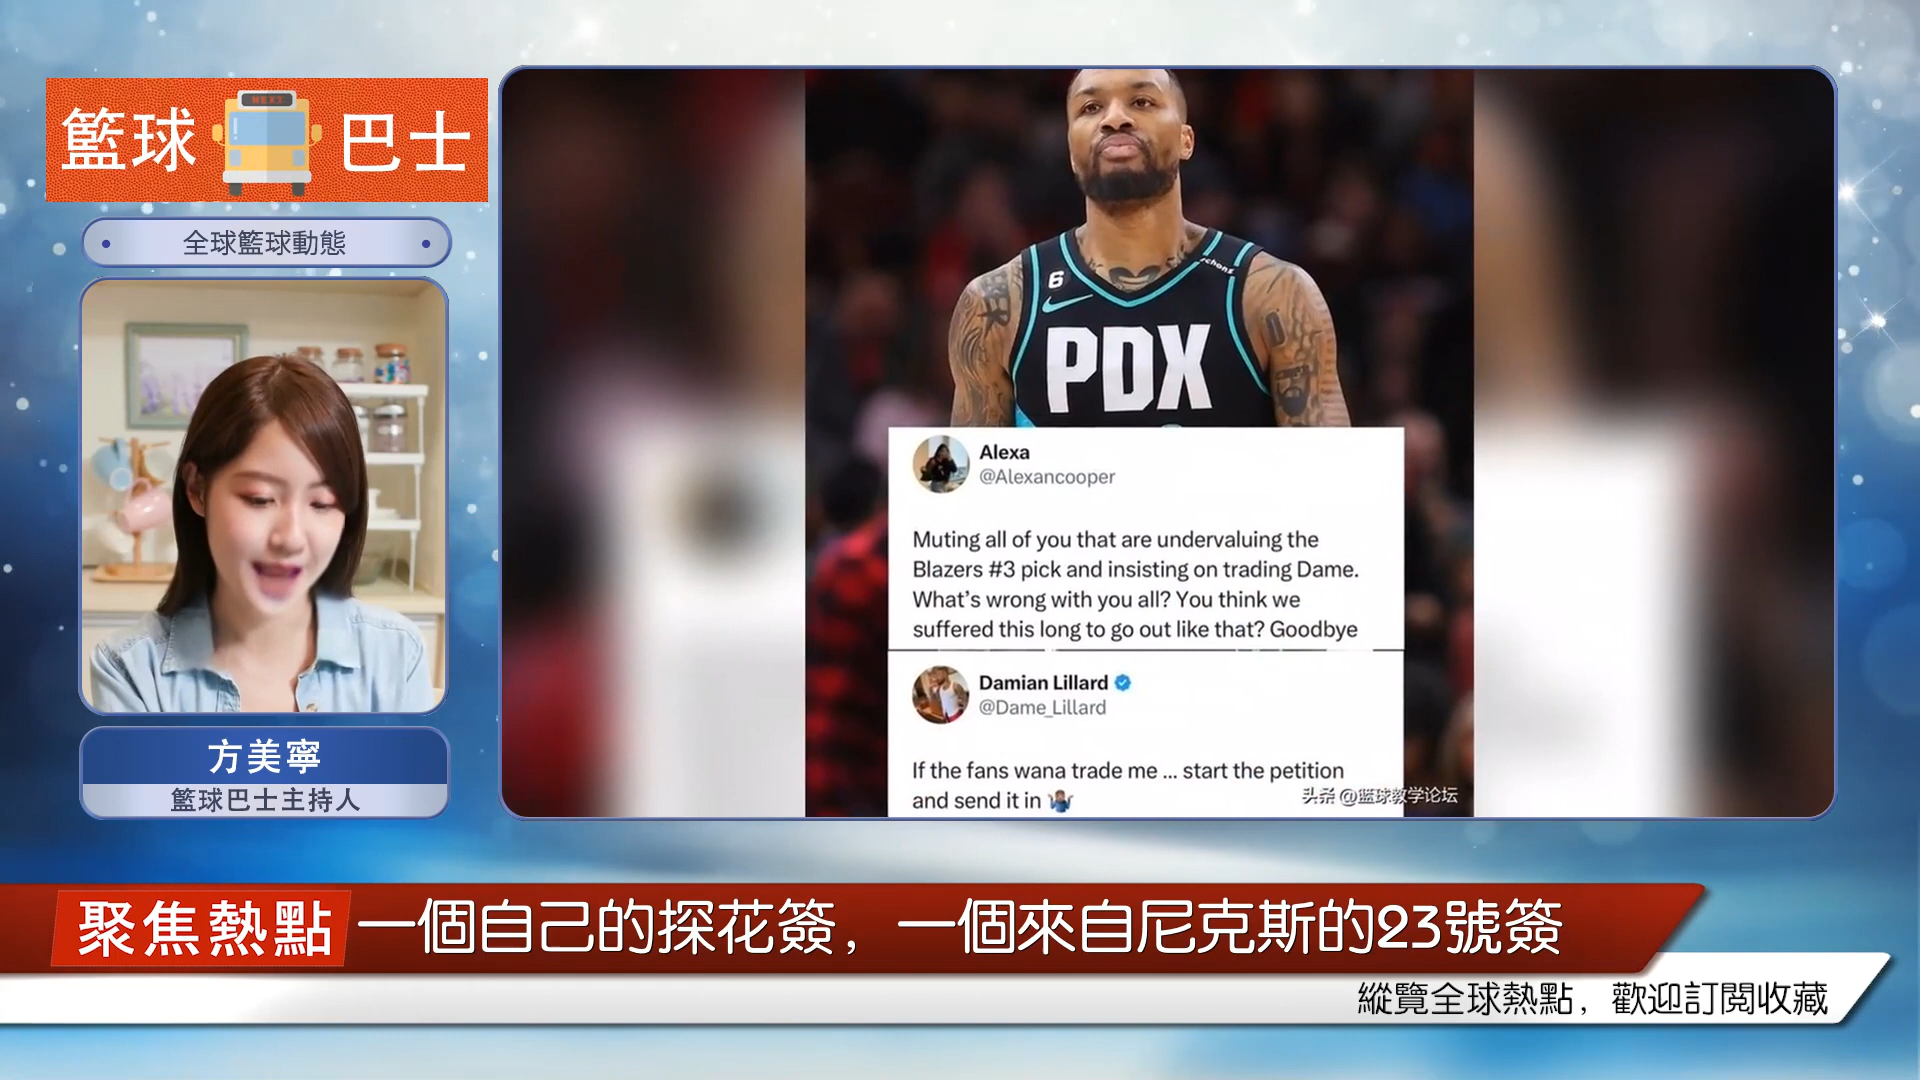 籃球巴士
全球籃球動態
方美寧
籃球巴士主持人
6
PDX
Alexa
@Alexancooper
Muting all of you that are undervaluing the
Blazers #3 pick and insisting on trading Dame.
What's wrong with you all? You think we
suffered this long to go out like that? Goodbye
Damian Lillard
@Dame_Lillard
If the fans wana trade me ... start the petition
and send it in 🤷🏾‍♂️
头条 @篮球教学论坛
聚焦熱點 一個自己的探花簽，一個來自尼克斯的23號簽
縱覽全球熱點，歡迎訂閱收藏